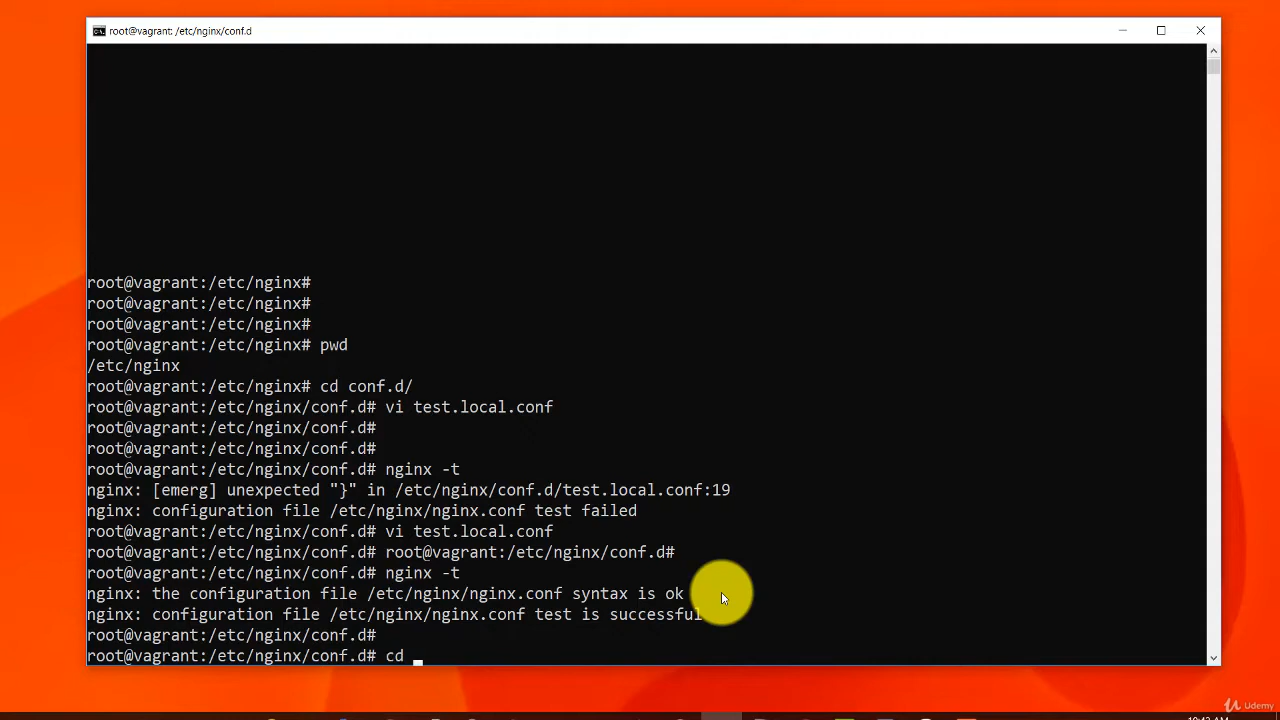 root@vagrant: /etc/nginx/conf.d
root@vagrant:/etc/nginx#
root@vagrant:/etc/nginx#
root@vagrant:/etc/nginx#
root@vagrant:/etc/nginx# pwd
/etc/nginx
root@vagrant:/etc/nginx# cd conf.d/
root@vagrant:/etc/nginx/conf.d# vi test.local.conf
root@vagrant:/etc/nginx/conf.d#
root@vagrant:/etc/nginx/conf.d#
root@vagrant:/etc/nginx/conf.d# nginx -t
nginx: [emerg] unexpected "}" in /etc/nginx/conf.d/test.local.conf:19
nginx: configuration file /etc/nginx/nginx.conf test failed
root@vagrant:/etc/nginx/conf.d# vi test.local.conf
root@vagrant:/etc/nginx/conf.d# root@vagrant:/etc/nginx/conf.d#
root@vagrant:/etc/nginx/conf.d# nginx -t
nginx: the configuration file /etc/nginx/nginx.conf syntax is ok
nginx: configuration file /etc/nginx/nginx.conf test is successful
root@vagrant:/etc/nginx/conf.d#
root@vagrant:/etc/nginx/conf.d# cd
Udemy